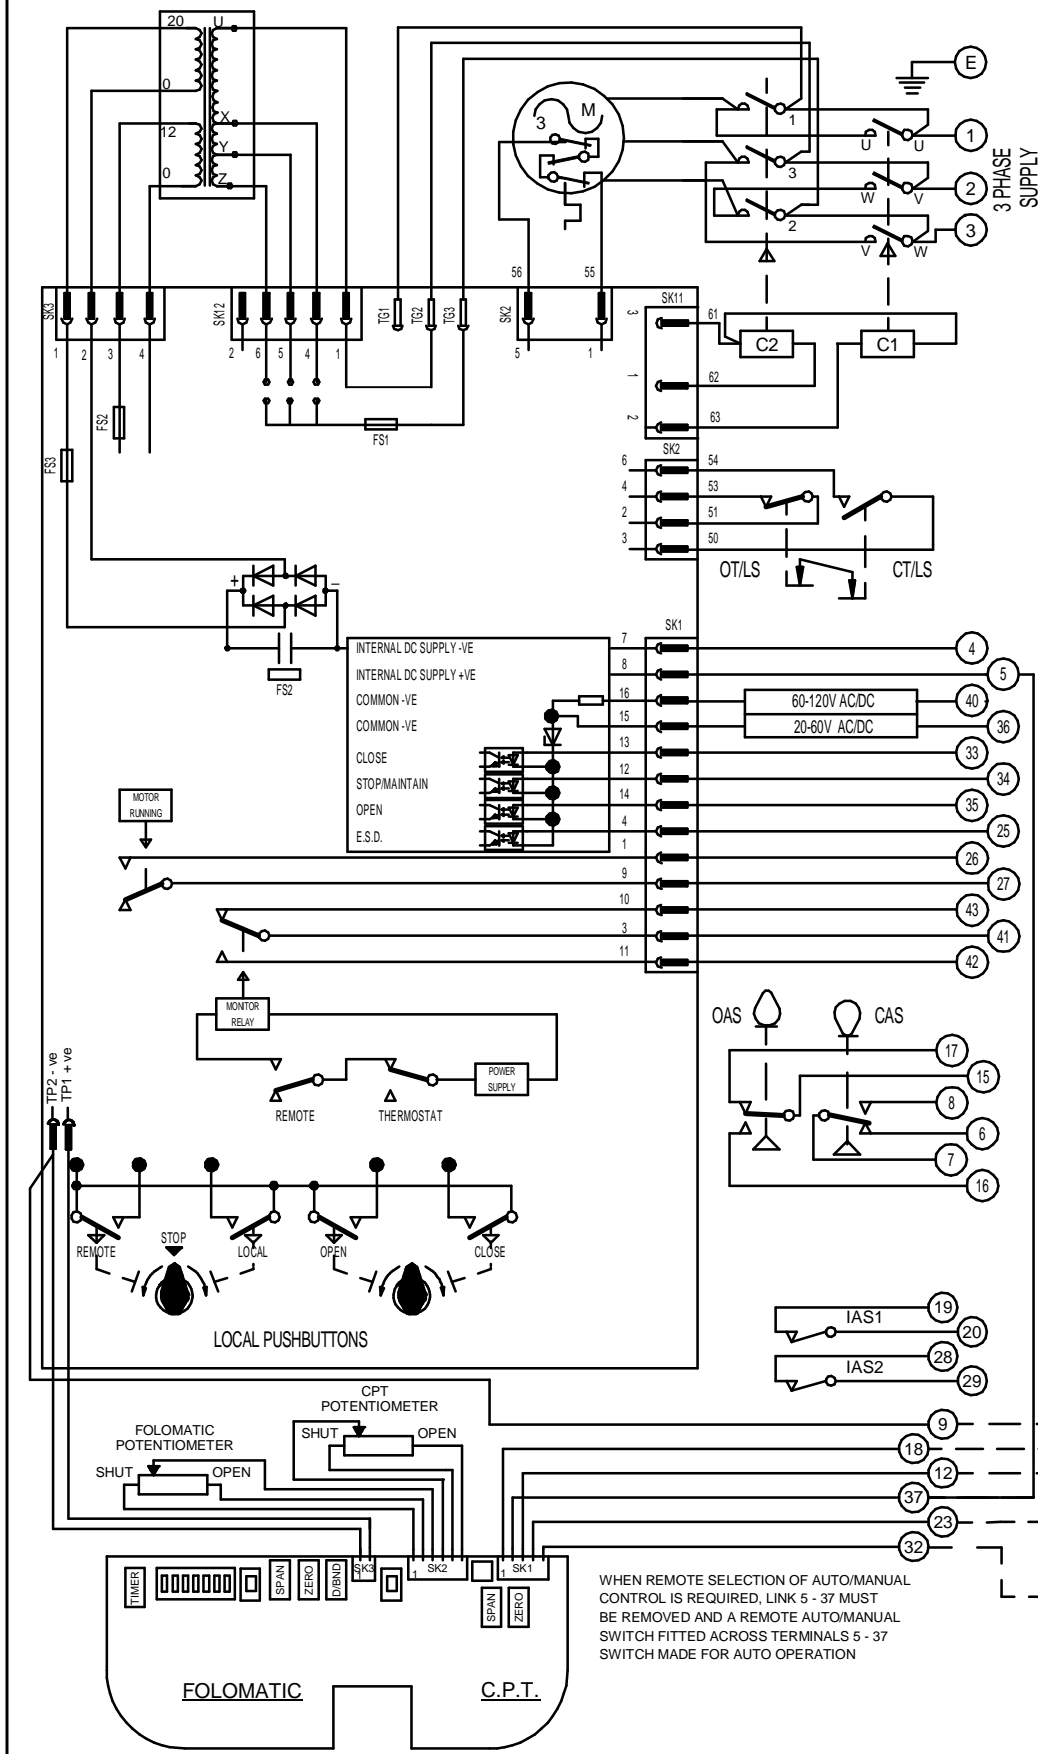 20 U
0
X
12
Y
0 Z
3 M
1
3
2
U U
W V
V W
E
1
2
3
3 PHASE
SUPPLY
56 55
SK3
SK12
TG1 TG2 TG3
SK2
SK11
1 2 3 4
2 6 5 4 1
5 1
3 61
1 62
2 63
C2 C1
FS2
FS3
FS1
SK2
6 54
4 53
2 51
3 50
OT/LS CT/LS
+ −
FS2
SK1
INTERNAL DC SUPPLY -VE 7 4
INTERNAL DC SUPPLY +VE 8 5
COMMON -VE 16 60-120V AC/DC 40
COMMON -VE 15 20-60V AC/DC 36
CLOSE 13 33
STOP/MAINTAIN 12 34
OPEN 14 35
E.S.D. 4 25
1 26
9 27
10 43
3 41
11 42
MOTOR
RUNNING
MONITOR
RELAY
POWER
SUPPLY
REMOTE THERMOSTAT
TP2 - ve
TP1 + ve
OAS CAS
17
15
8
6
7
16
REMOTE STOP LOCAL OPEN CLOSE
LOCAL PUSHBUTTONS
IAS1 19
20
IAS2 28
29
CPT
POTENTIOMETER
SHUT OPEN
FOLOMATIC
POTENTIOMETER
SHUT OPEN
9
18
12
37
23
32
TIMER
SPAN
ZERO
D/BND
SK3
1
1 SK2
1 SK1
SPAN
ZERO
WHEN REMOTE SELECTION OF AUTO/MANUAL
CONTROL IS REQUIRED, LINK 5 - 37 MUST
BE REMOVED AND A REMOTE AUTO/MANUAL
SWITCH FITTED ACROSS TERMINALS 5 - 37
SWITCH MADE FOR AUTO OPERATION
FOLOMATIC C.P.T.